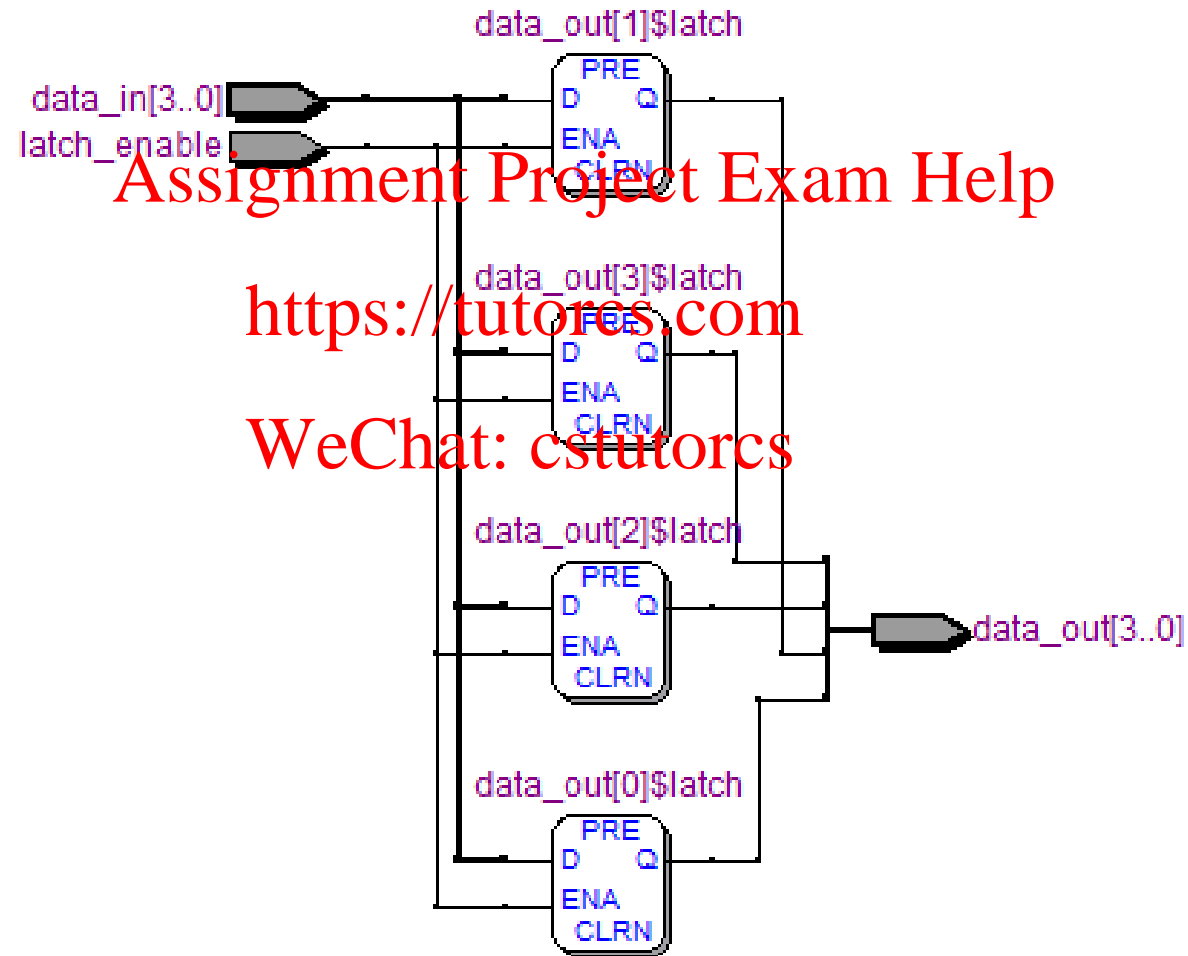 data_out[1]$latch
PRE
data_in[3..0]
D Q
latch_enable
ENA
CLRN
Assignment Project Exam Help
data_out[3]$latch
https://tutorcs.com
PRE
D Q
ENA
CLRN
WeChat: cstutorcs
data_out[2]$latch
PRE
D Q
ENA
CLRN
data_out[3..0]
data_out[0]$latch
PRE
D Q
ENA
CLRN